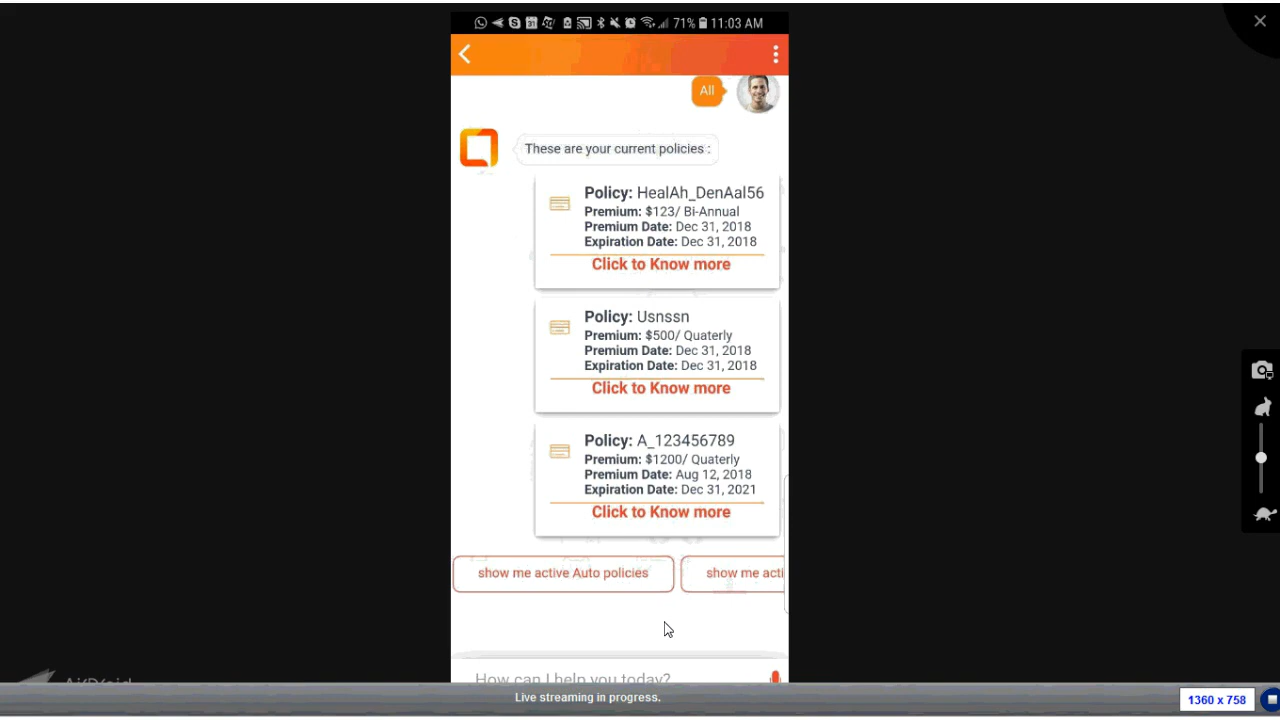 71% 11:03 AM
All
These are your current policies :
Policy: HealAh_DenAal56
Premium: $123/ Bi-Annual
Premium Date: Dec 31, 2018
Expiration Date: Dec 31, 2018
Click to Know more
Policy: Usnssn
Premium: $500/ Quaterly
Premium Date: Dec 31, 2018
Expiration Date: Dec 31, 2018
Click to Know more
Policy: A_123456789
Premium: $1200/ Quaterly
Premium Date: Aug 12, 2018
Expiration Date: Dec 31, 2021
Click to Know more
show me active Auto policies
show me acti
How can I help you today?
AirDroid
Live streaming in progress.
1360 x 758